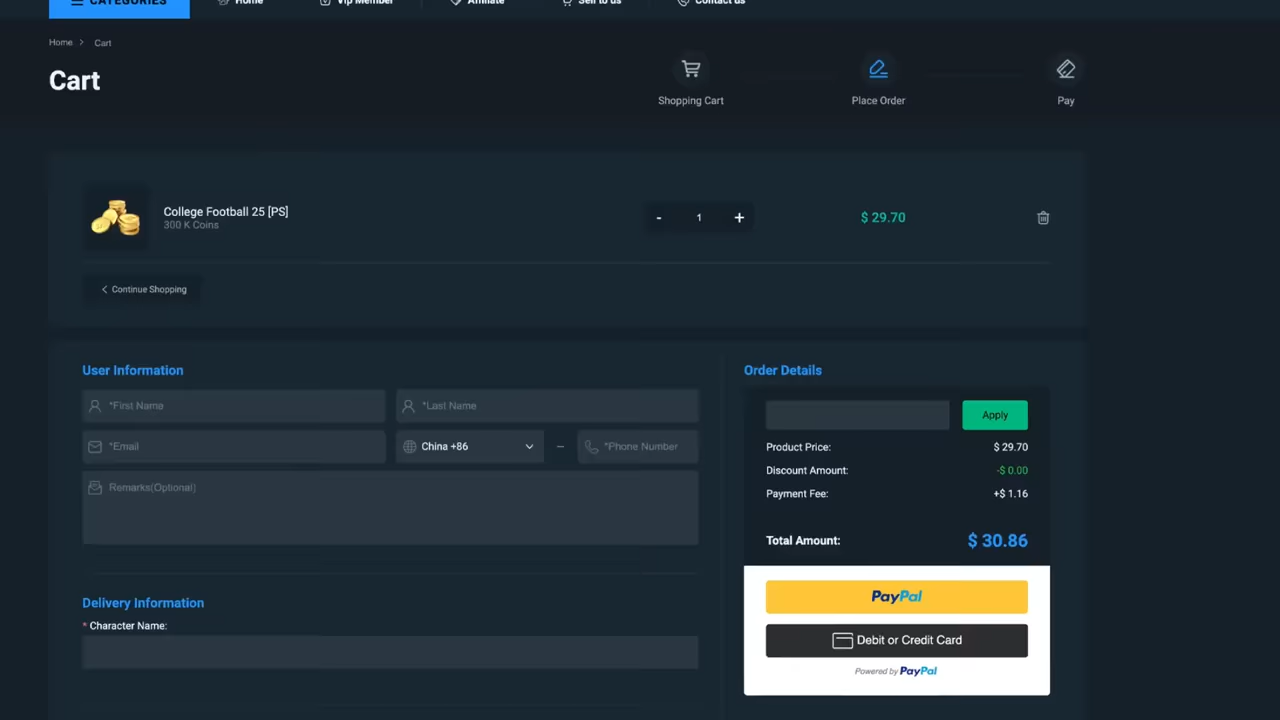 CATEGORIES
Home
Vip Member
Affiliate
Sell to us
Contact us
Home > Cart
Cart
Shopping Cart
Place Order
Pay
College Football 25 [PS]
300 K Coins
- 1 +
$ 29.70
< Continue Shopping
User Information
*First Name
*Last Name
*Email
China +86
–
*Phone Number
Remarks(Optional)
Delivery Information
* Character Name:
Order Details
Apply
Product Price: $ 29.70
Discount Amount: -$ 0.00
Payment Fee: +$ 1.16
Total Amount: $ 30.86
PayPal
Debit or Credit Card
Powered by PayPal